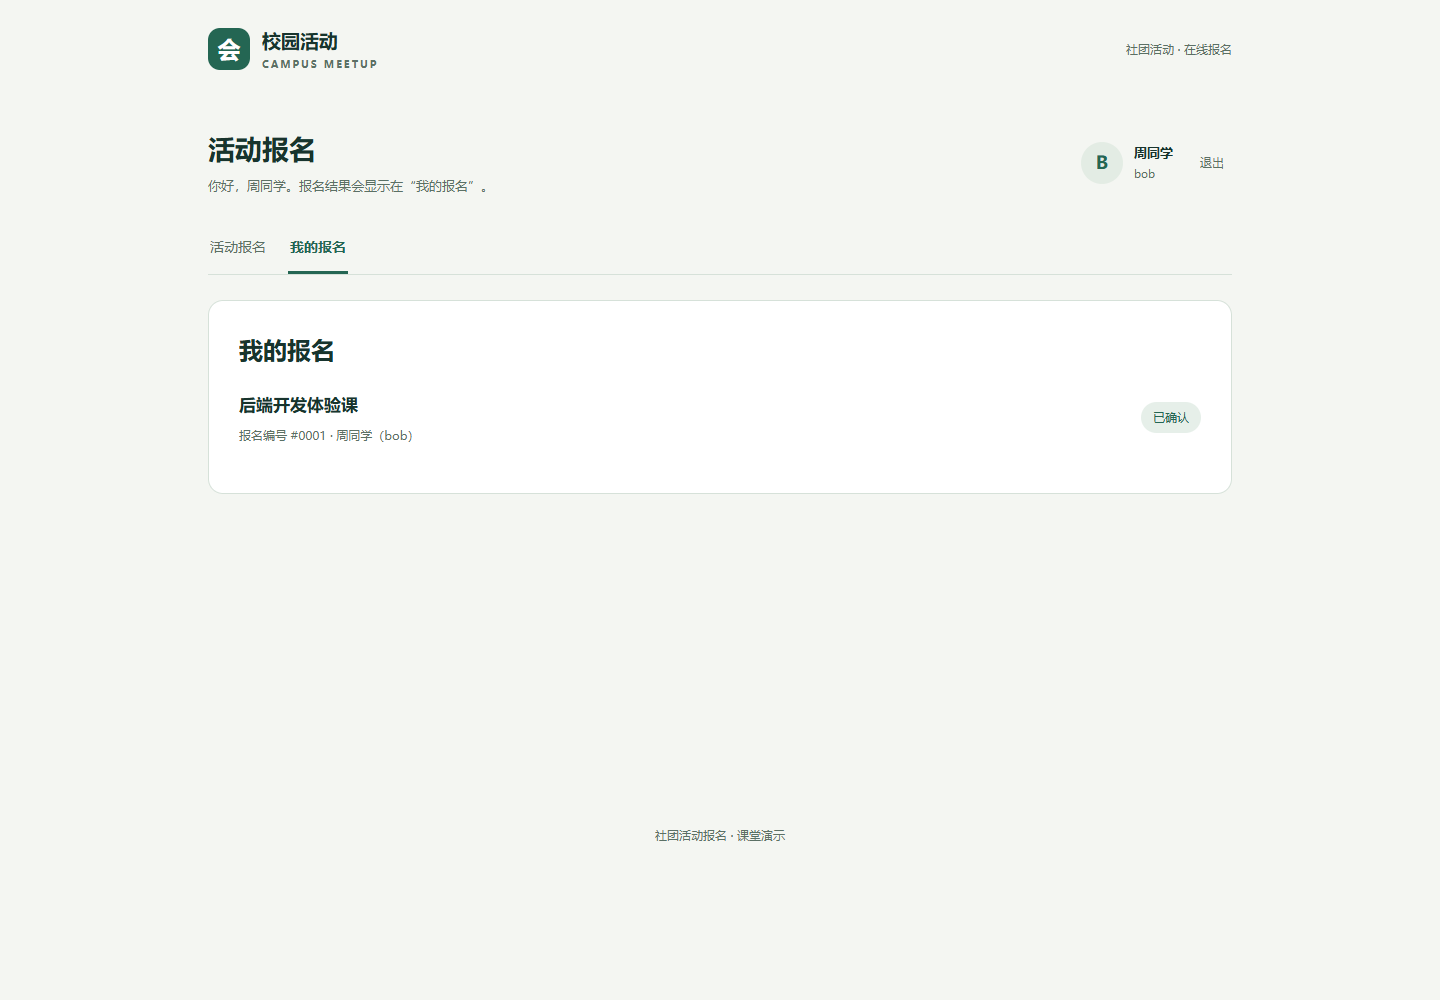 会
校园活动
CAMPUS MEETUP
社团活动 · 在线报名
活动报名
你好，周同学。报名结果会显示在“我的报名”。
B
周同学
bob
退出
活动报名
我的报名
我的报名
后端开发体验课
报名编号 #0001 · 周同学（bob）
已确认
社团活动报名 · 课堂演示